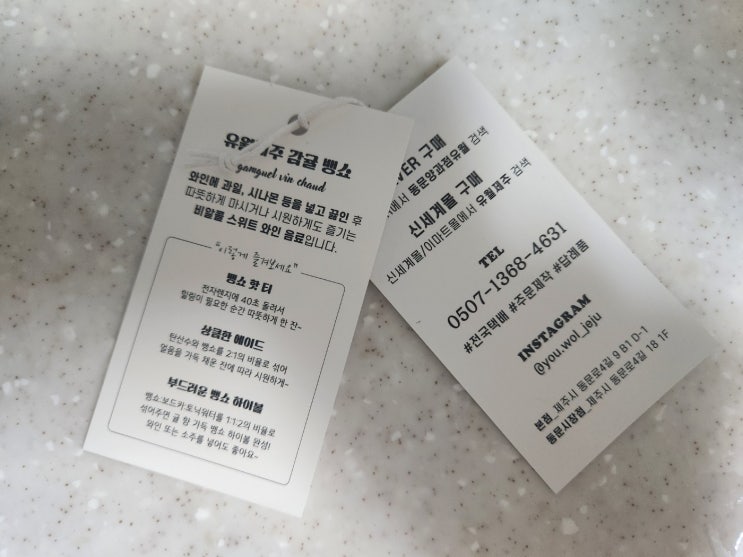 유월제주 감귤 뱅쇼
gamguel vin chaud
와인에 과일, 시나몬 등을 넣고 끓인 후
따뜻하게 마시거나 시원하게도 즐기는
비알콜 스위트 와인 음료입니다.
"이렇게 즐겨보세요"
뱅쇼 핫 티
전자렌지에 40초 돌려서
힐링이 필요한 순간 따뜻하게 한 잔~
상큼한 에이드
탄산수와 뱅쇼를 2:1의 비율로 섞어
얼음을 가득 채운 잔에 따라 시원하게~
부드러운 뱅쇼 하이볼
뱅쇼:보드카:토닉워터를 1:1:2의 비율로
섞어주면 귤 향 가득 뱅쇼 하이볼 완성!
와인 또는 소주를 넣어도 좋아요~
VER 구매
에서 동문양과점유월 검색
신세계몰 구매
신세계몰/이마트몰에서 유월제주 검색
TEL
0507-1368-4631
#전국택배 #주문제작 #답례품
INSTAGRAM
@you.wol_jeju
본점_제주시 동문로4길 9 B1 D-1
동문시장점_제주시 동문로4길 18 1F